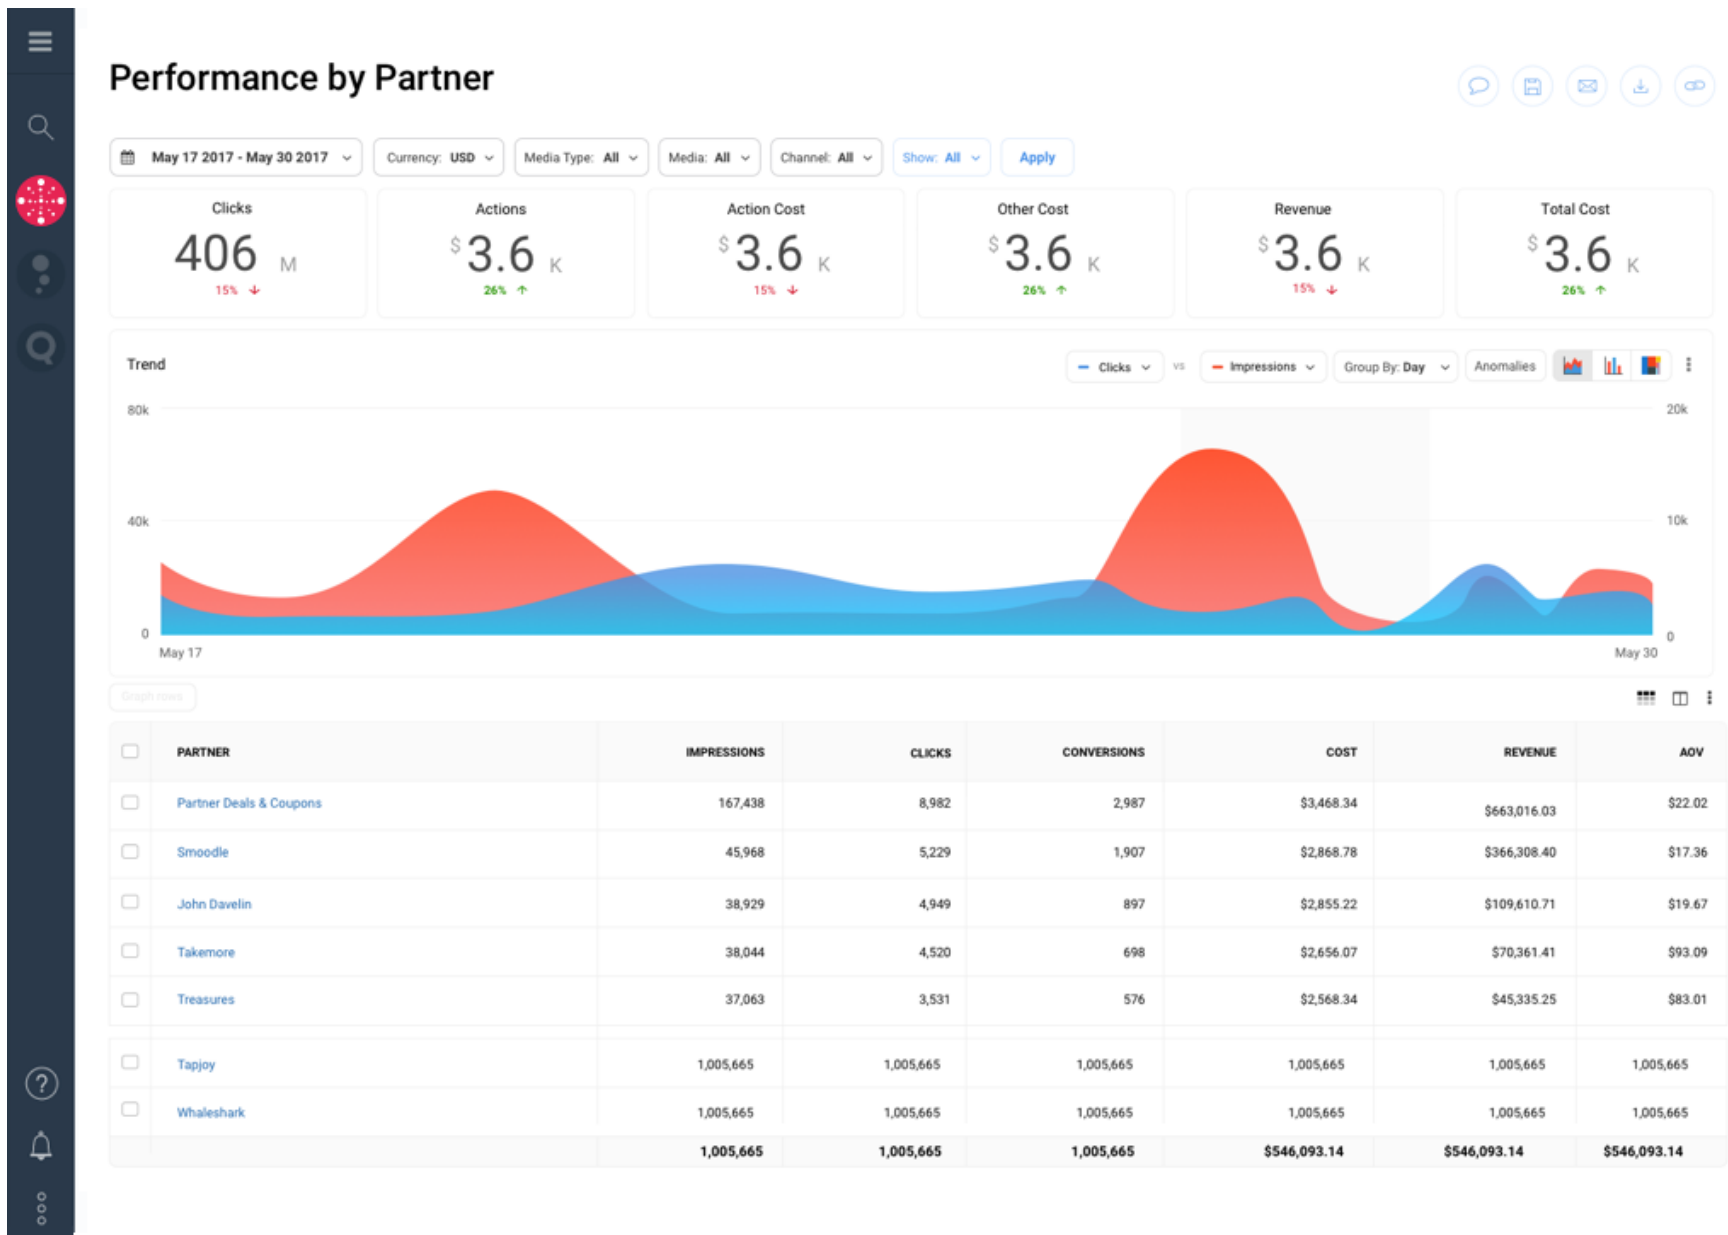 Performance by Partner
May 17 2017 - May 30 2017 Currency: USD Media Type: All Media: All Channel: All Show: All Apply
Clicks Actions Action Cost Other Cost Revenue Total Cost
406 M $3.6 K $3.6 K $3.6 K $3.6 K $3.6 K
15% 26% 15% 26% 15% 26%
Trend Clicks vs Impressions Group By: Day Anomalies
80k 20k
40k 10k
0 0
May 17 May 30
Graph rows
PARTNER IMPRESSIONS CLICKS CONVERSIONS COST REVENUE AOV
Partner Deals & Coupons 167,438 8,982 2,987 $3,468.34 $663,016.03 $22.02
Smoodle 45,968 5,229 1,907 $2,868.78 $366,308.40 $17.36
John Davelin 38,929 4,949 897 $2,855.22 $109,610.71 $19.67
Takemore 38,044 4,520 698 $2,656.07 $70,361.41 $93.09
Treasures 37,063 3,531 576 $2,568.34 $45,335.25 $83.01
Tapjoy 1,005,665 1,005,665 1,005,665 1,005,665 1,005,665 1,005,665
Whaleshark 1,005,665 1,005,665 1,005,665 1,005,665 1,005,665 1,005,665
1,005,665 1,005,665 1,005,665 $546,093.14 $546,093.14 $546,093.14